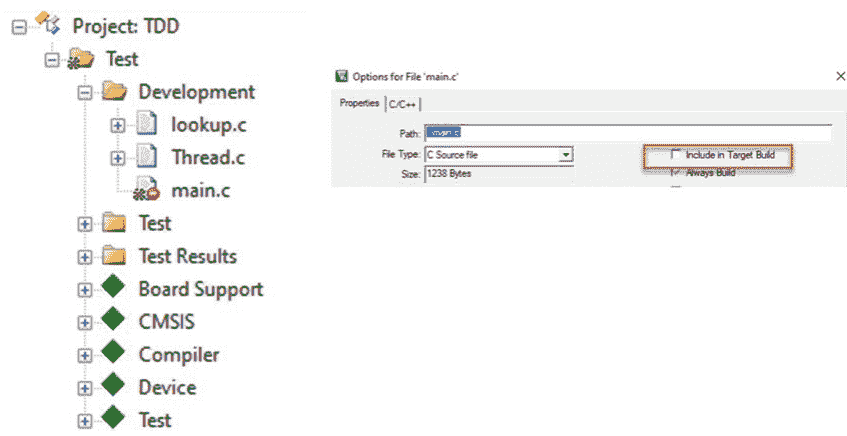 Project: TDD
Test
Development
lookup.c
Thread.c
main.c
Test
Test Results
Board Support
CMSIS
Compiler
Device
Test
Options for File 'main.c'
Properties C/C++
Path: main.c
File Type: C Source file Include in Target Build
Size: 1238 Bytes Always Build